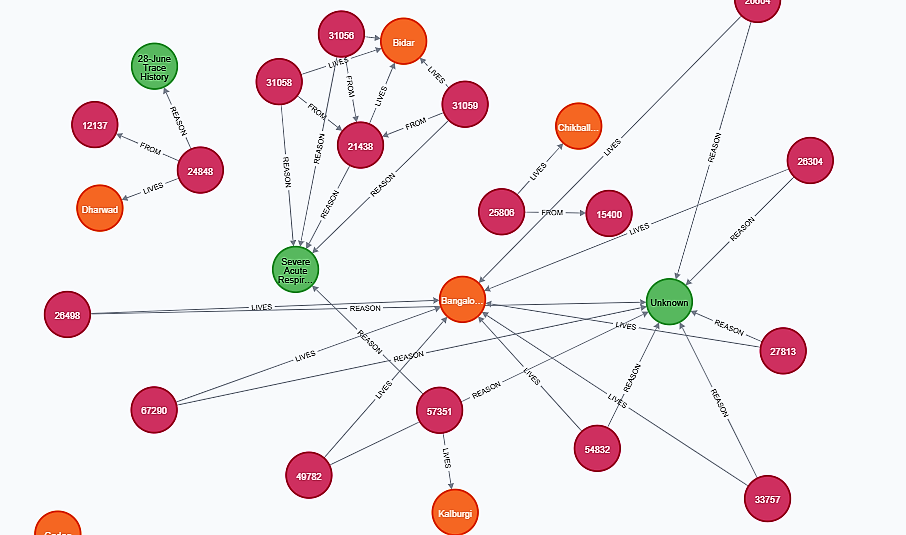 20604
31056
Bidar
28-June
Trace
History
LIVES
31058
LIVES
FROM
31059
LIVES
REASON
FROM
FROM
12137
FROM
21438
REASON
Chikball...
LIVES
REASON
26304
24848
REASON
REASON
LIVES
REASON
LIVES
Dharwad
25806
FROM
15400
LIVES
REASON
Severe
Acute
Respir...
26498
LIVES
REASON
Bangalo...
Unknown
LIVES
REASON
27813
LIVES
REASON
REASON
67290
LIVES
57351
REASON
LIVES
REASON
LIVES
REASON
LIVES
49782
54832
33757
Kalburgi